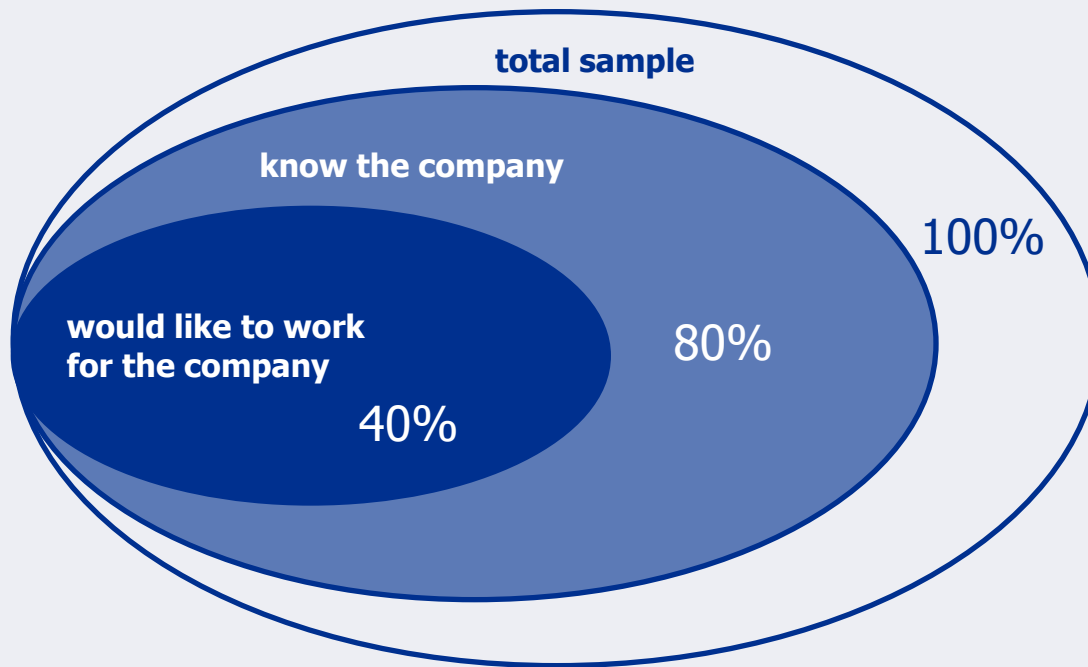 total sample
know the company
100%
would like to work
for the company
80%
40%